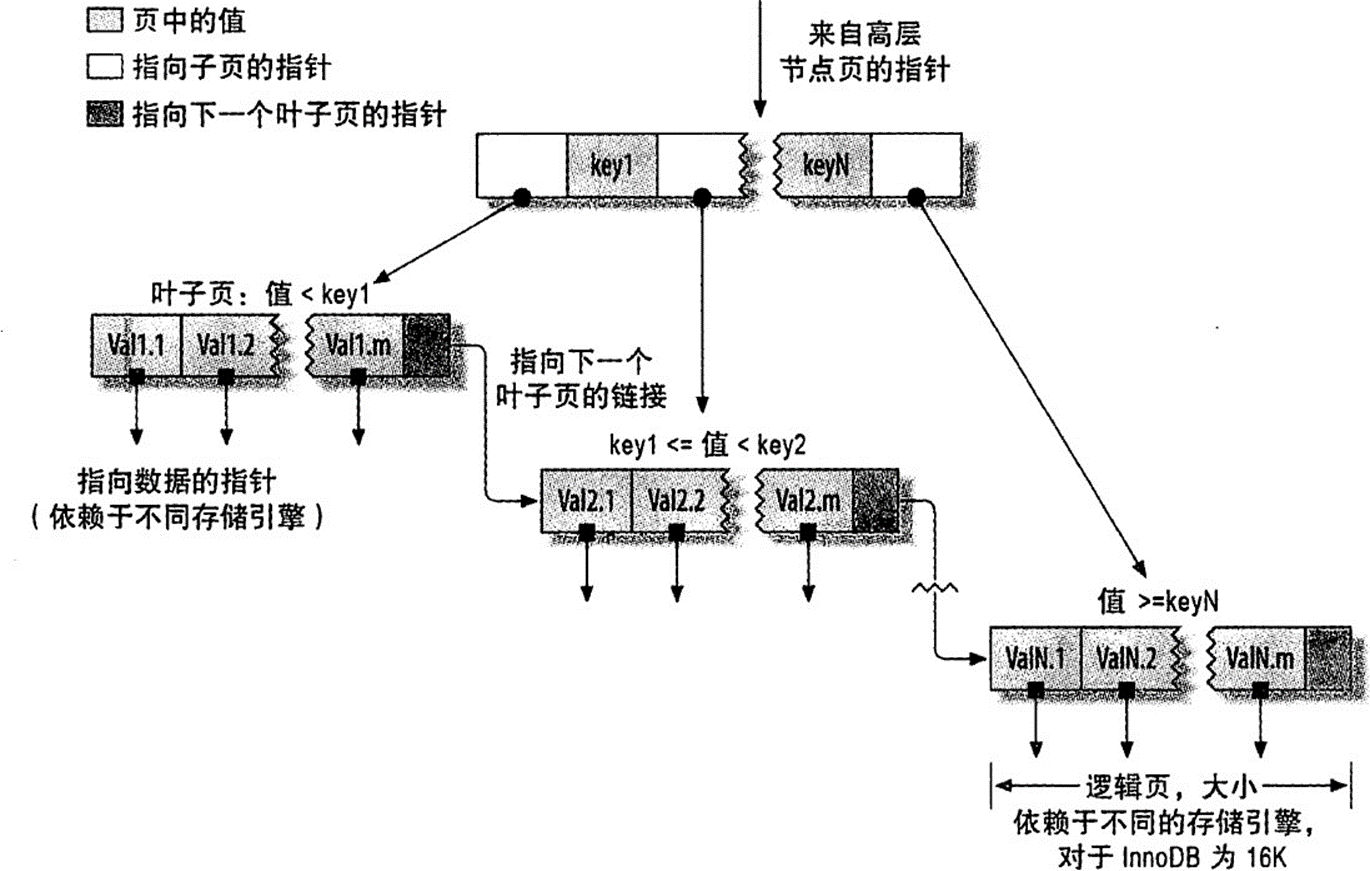 页中的值
指向子页的指针
指向下一个叶子页的指针
来自高层
节点页的指针
key1
keyN
叶子页：值 < key1
Val1.1
Val1.2
Val1.m
指向下一个
叶子页的链接
key1 <= 值 < key2
指向数据的指针
（依赖于不同存储引擎）
Val2.1
Val2.2
Val2.m
值 >=keyN
ValN.1
ValN.2
ValN.m
逻辑页，大小
依赖于不同的存储引擎，
对于 InnoDB 为 16K